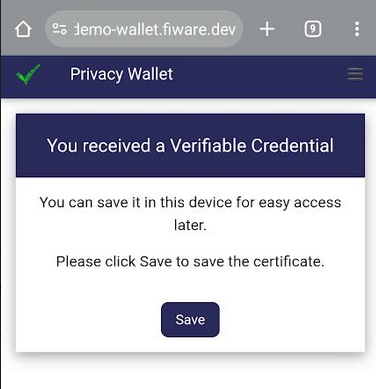 demo-wallet.fiware.dev
9
Privacy Wallet
You received a Verifiable Credential
You can save it in this device for easy access
later.
Please click Save to save the certificate.
Save